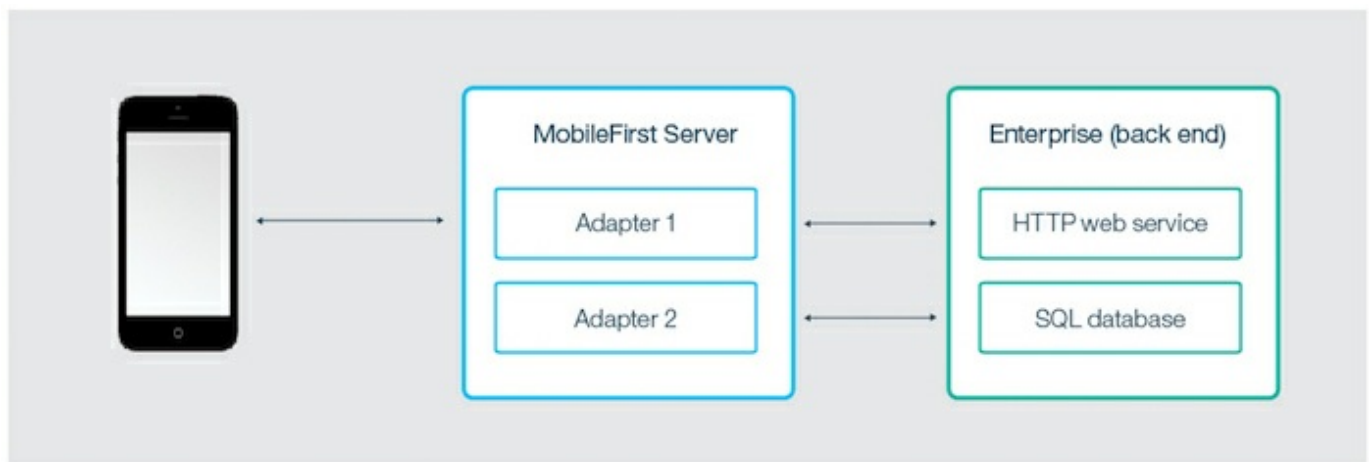 MobileFirst Server
Adapter 1
Adapter 2
Enterprise (back end)
HTTP web service
SQL database